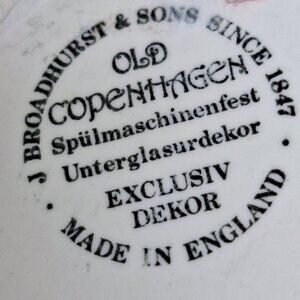 J BROADHURST & SONS SINCE 1847
OLD
COPENHAGEN
Spülmaschinenfest
Unterglasurdekor
EXCLUSIV
DEKOR
• MADE IN ENGLAND •